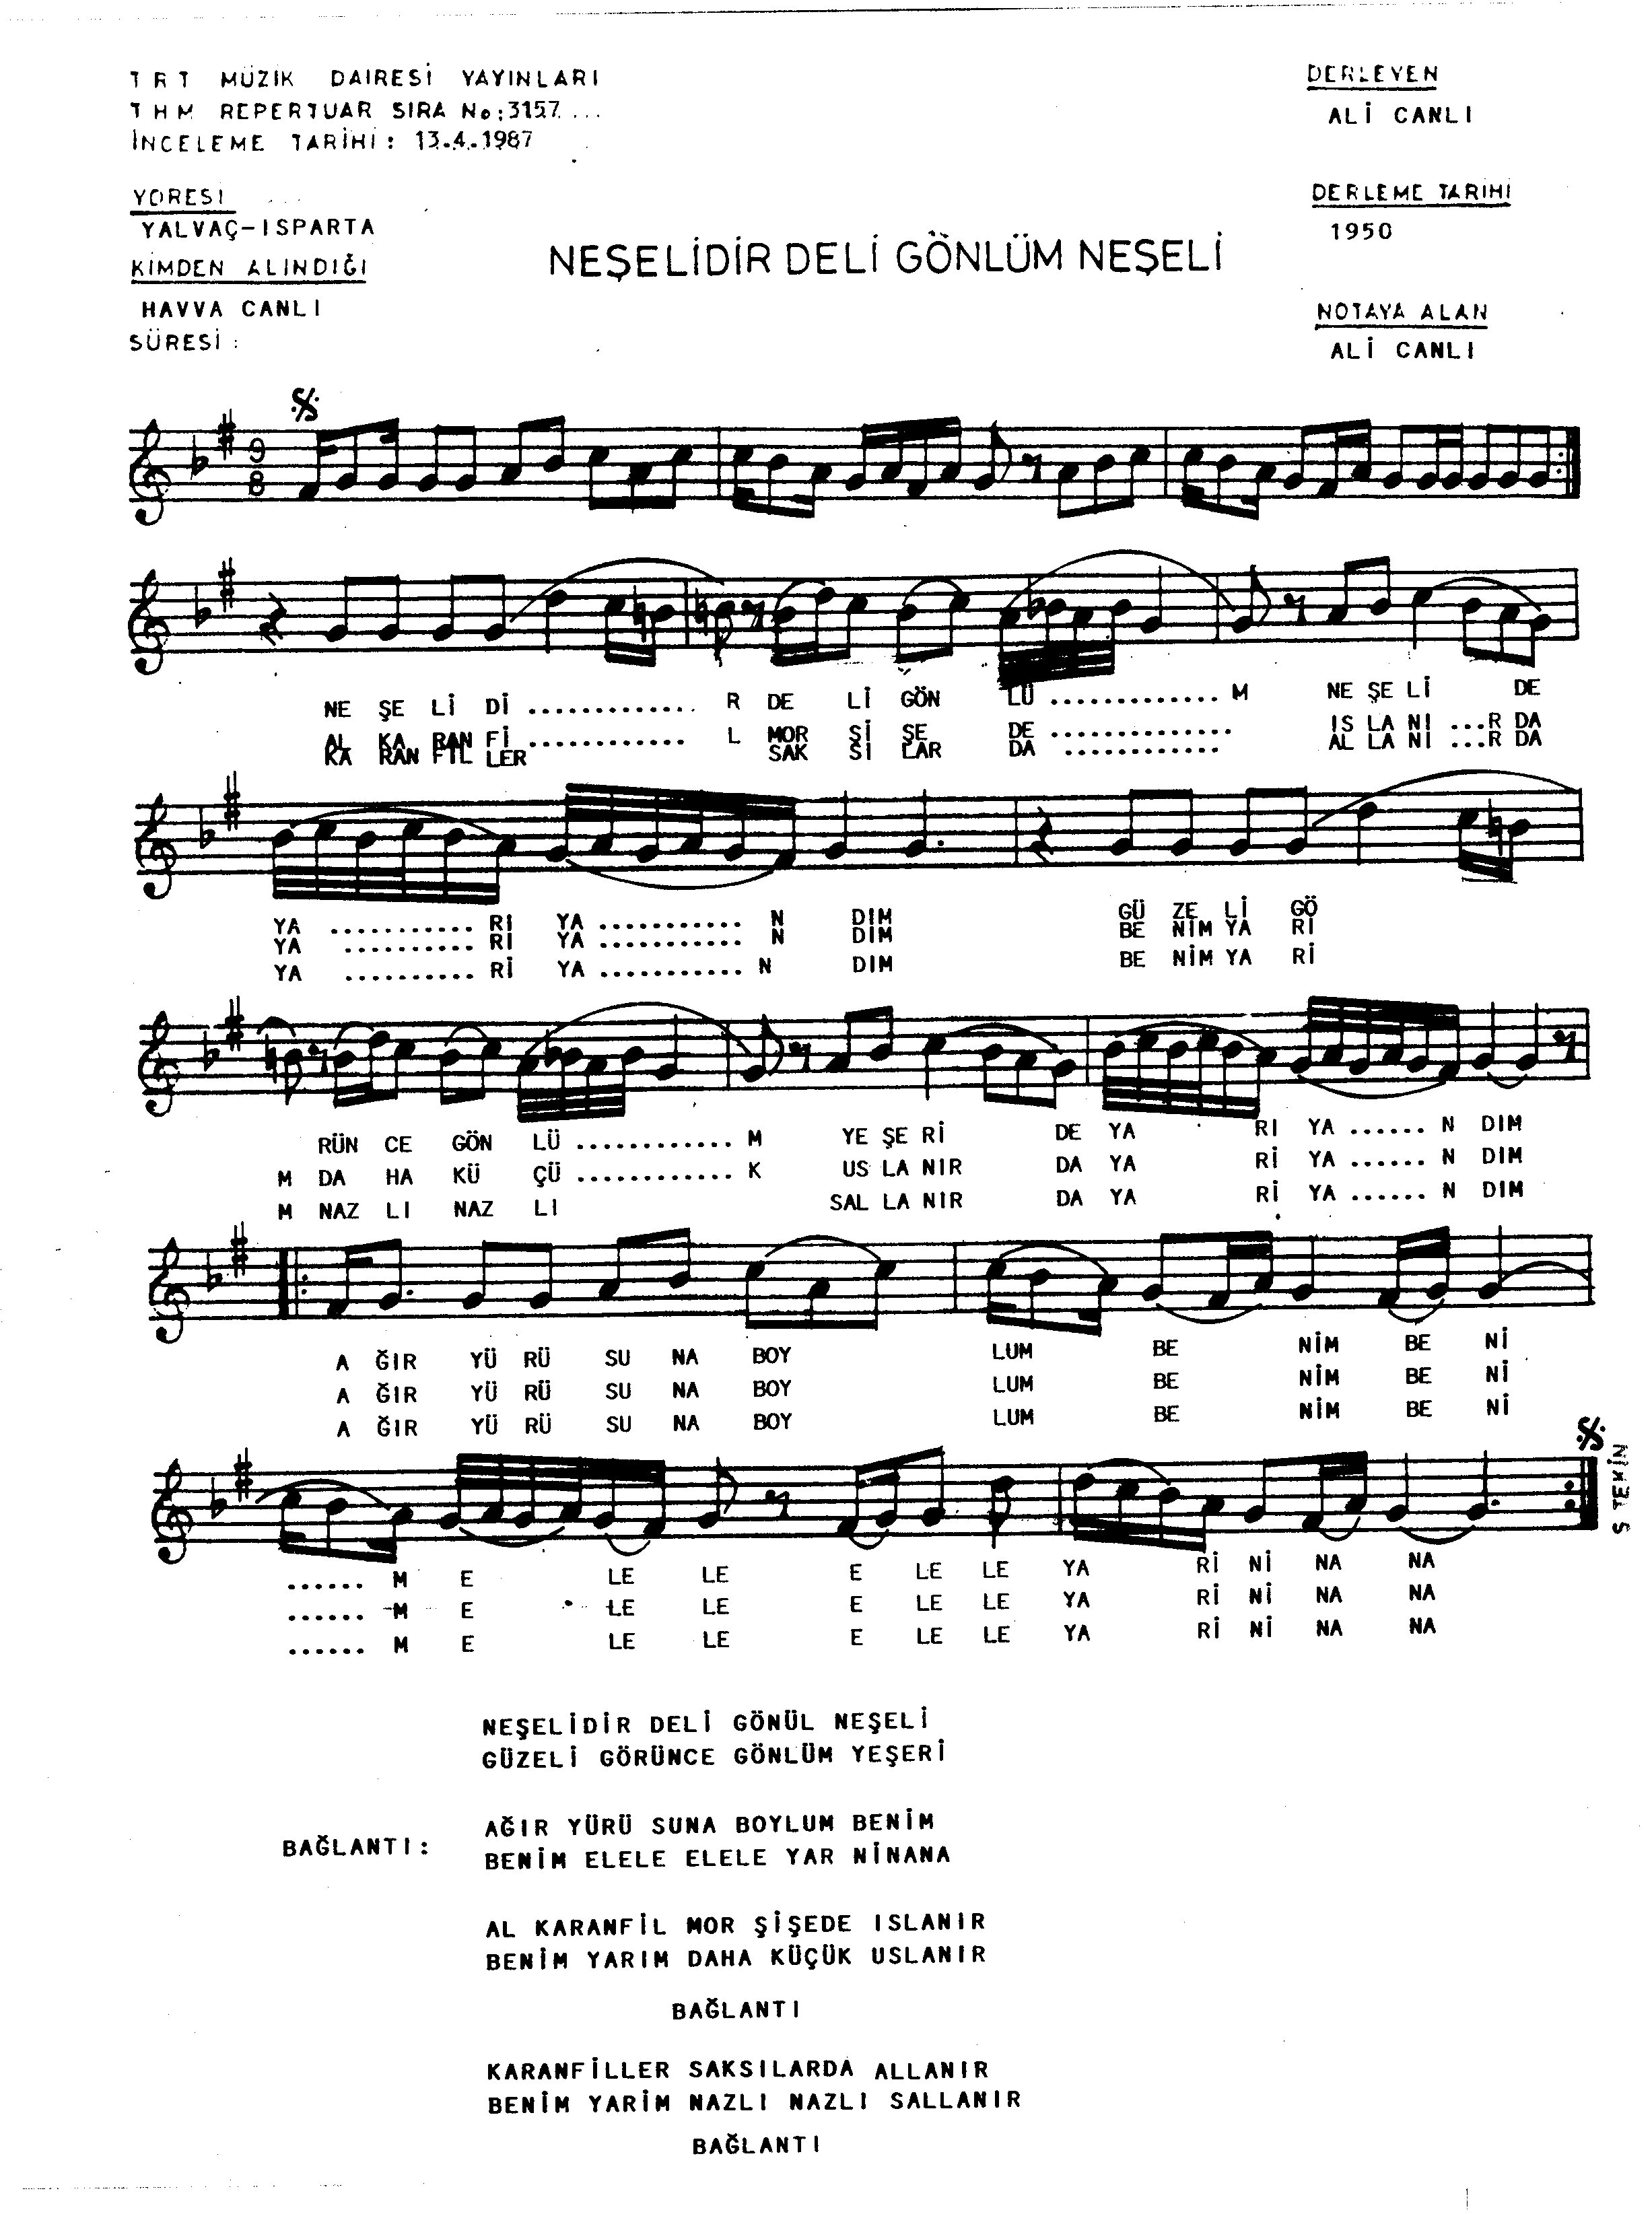 TRT MÜZİK DAİRESİ YAYINLARI
THM REPERTUAR SIRA No: 3157...
İNCELEME TARİHİ: 13.4.1987
DERLEYEN
ALİ CANLI
YÖRESİ
YALVAÇ-ISPARTA
KİMDEN ALINDIĞI
HAVVA CANLI
SÜRESİ:
DERLEME TARİHİ
1950
NEŞELİDİR DELİ GÖNLÜM NEŞELİ
NOTAYA ALAN
ALİ CANLI
9
8
NE ŞE Lİ Dİ ............. R DE Lİ GÖN LÜ ............. M NE ŞE Lİ DE
AL KA RAN Fİ ............ L MOR Şİ ŞE DE ............. IS LA NI ...R DA
KA RAN FİL LER SAK SI LAR DA ............ AL LA NI ...R DA
YA ........... RI YA ........... N DIM GÜ ZE Lİ GÖ
YA .......... RI YA ........... N DIM BE NİM YA RI
YA .......... Rİ YA ........... N DIM BE NİM YA Rİ
RÜN CE GÖN LÜ ............ M YE ŞE Rİ DE YA RI YA ...... N DIM
M DA HA KÜ ÇÜ ............ K US LA NIR DA YA Rİ YA ...... N DIM
M NAZ LI NAZ LI SAL LA NIR DA YA Rİ YA ...... N DIM
A ĞIR YÜ RÜ SU NA BOY LUM BE NİM BE Nİ
A ĞIR YÜ RÜ SU NA BOY LUM BE NİM BE Nİ
A ĞIR YÜ RÜ SU NA BOY LUM BE NİM BE Nİ
...... M E LE LE E LE LE YA Rİ Nİ NA NA
...... M E LE LE E LE LE YA Rİ Nİ NA NA
...... M E LE LE E LE LE YA Rİ Nİ NA NA
Ş TEKİN
NEŞELİDİR DELİ GÖNÜL NEŞELİ
GÜZELİ GÖRÜNCE GÖNLÜM YEŞERİ
BAĞLANTI:
AĞIR YÜRÜ SUNA BOYLUM BENİM
BENİM ELELE ELELE YAR NİNANA
AL KARANFİL MOR ŞİŞEDE ISLANIR
BENİM YARIM DAHA KÜÇÜK USLANIR
BAĞLANTI
KARANFİLLER SAKSILARDA ALLANIR
BENİM YARİM NAZLI NAZLI SALLANIR
BAĞLANTI